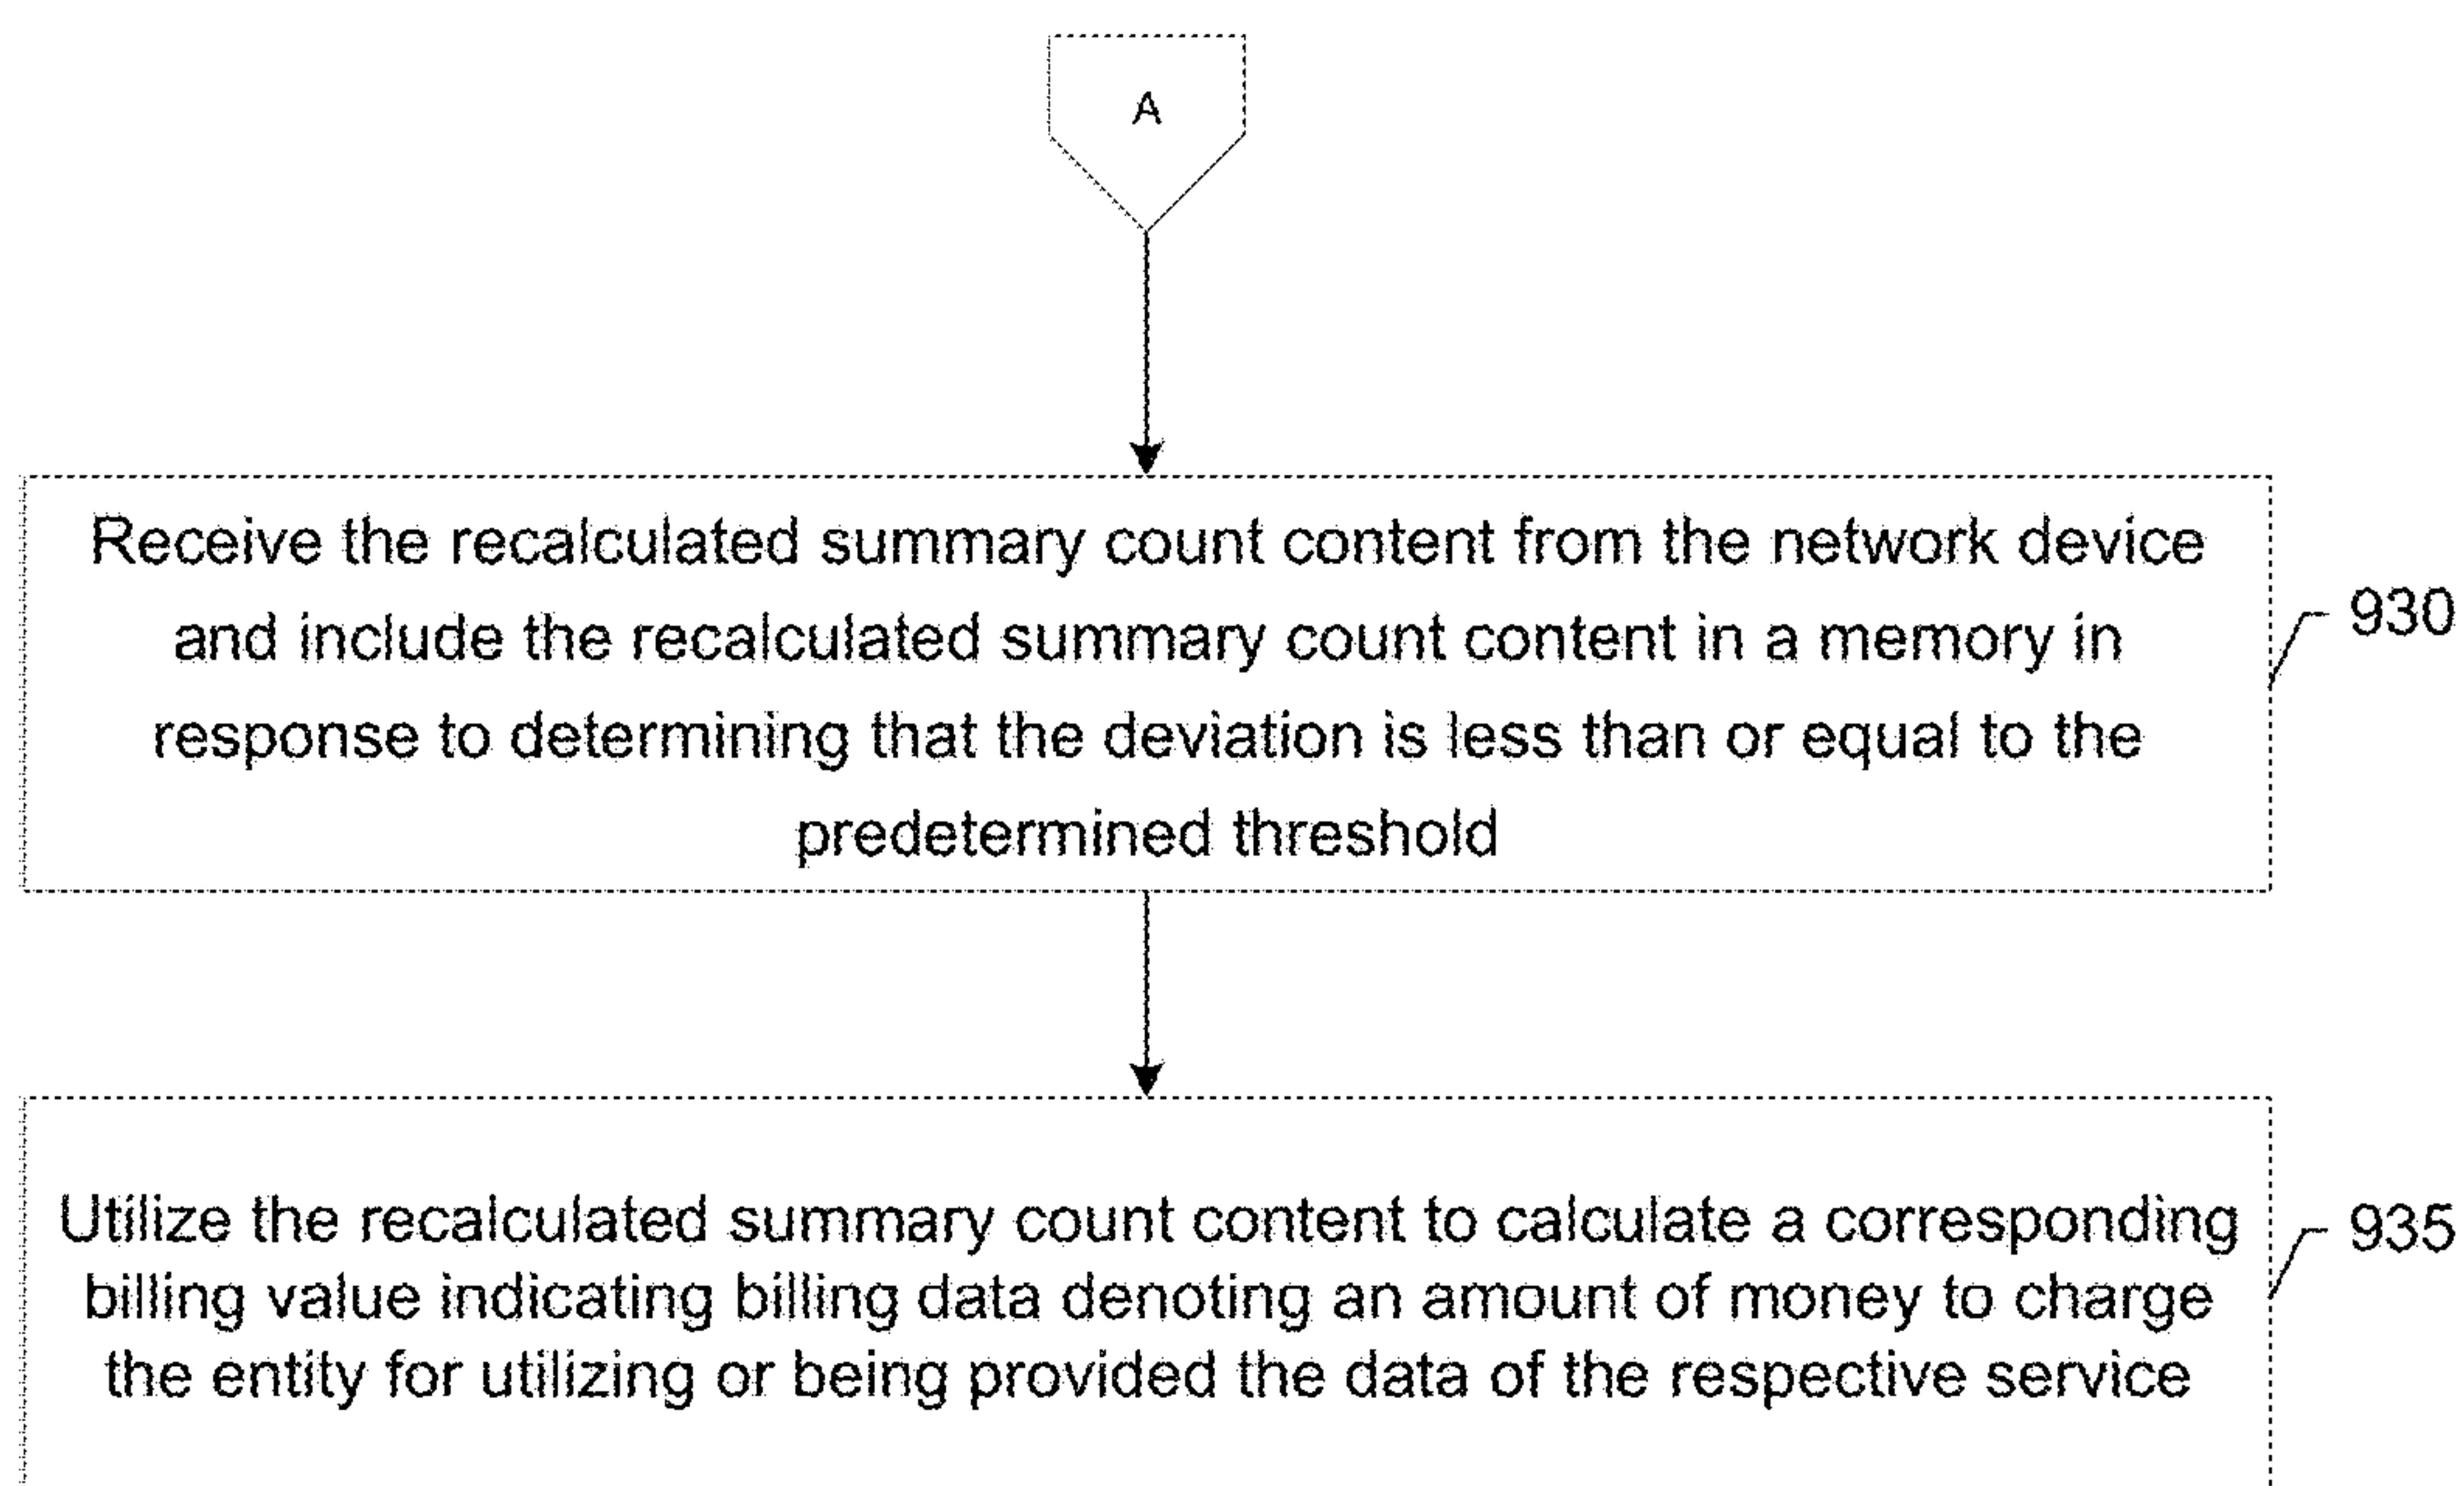 A
Receive the recalculated summary count content from the network device
and include the recalculated summary count content in a memory in
response to determining that the deviation is less than or equal to the
predetermined threshold
930
Utilize the recalculated summary count content to calculate a corresponding
billing value indicating billing data denoting an amount of money to charge
the entity for utilizing or being provided the data of the respective service
935